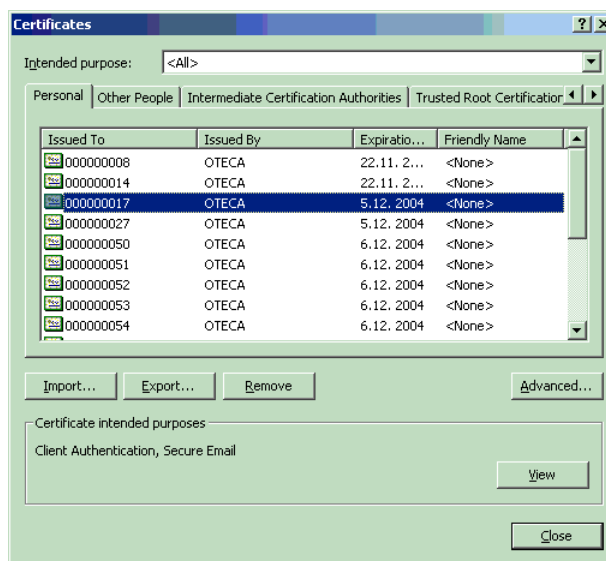 Certificates
Intended purpose: <All>
Personal Other People Intermediate Certification Authorities Trusted Root Certification
Issued To Issued By Expiratio... Friendly Name
000000008 OTECA 22.11. 2... <None>
000000014 OTECA 22.11. 2... <None>
000000017 OTECA 5.12. 2004 <None>
000000027 OTECA 5.12. 2004 <None>
000000050 OTECA 6.12. 2004 <None>
000000051 OTECA 6.12. 2004 <None>
000000052 OTECA 6.12. 2004 <None>
000000053 OTECA 6.12. 2004 <None>
000000054 OTECA 6.12. 2004 <None>
Import... Export... Remove Advanced...
Certificate intended purposes
Client Authentication, Secure Email
View
Close